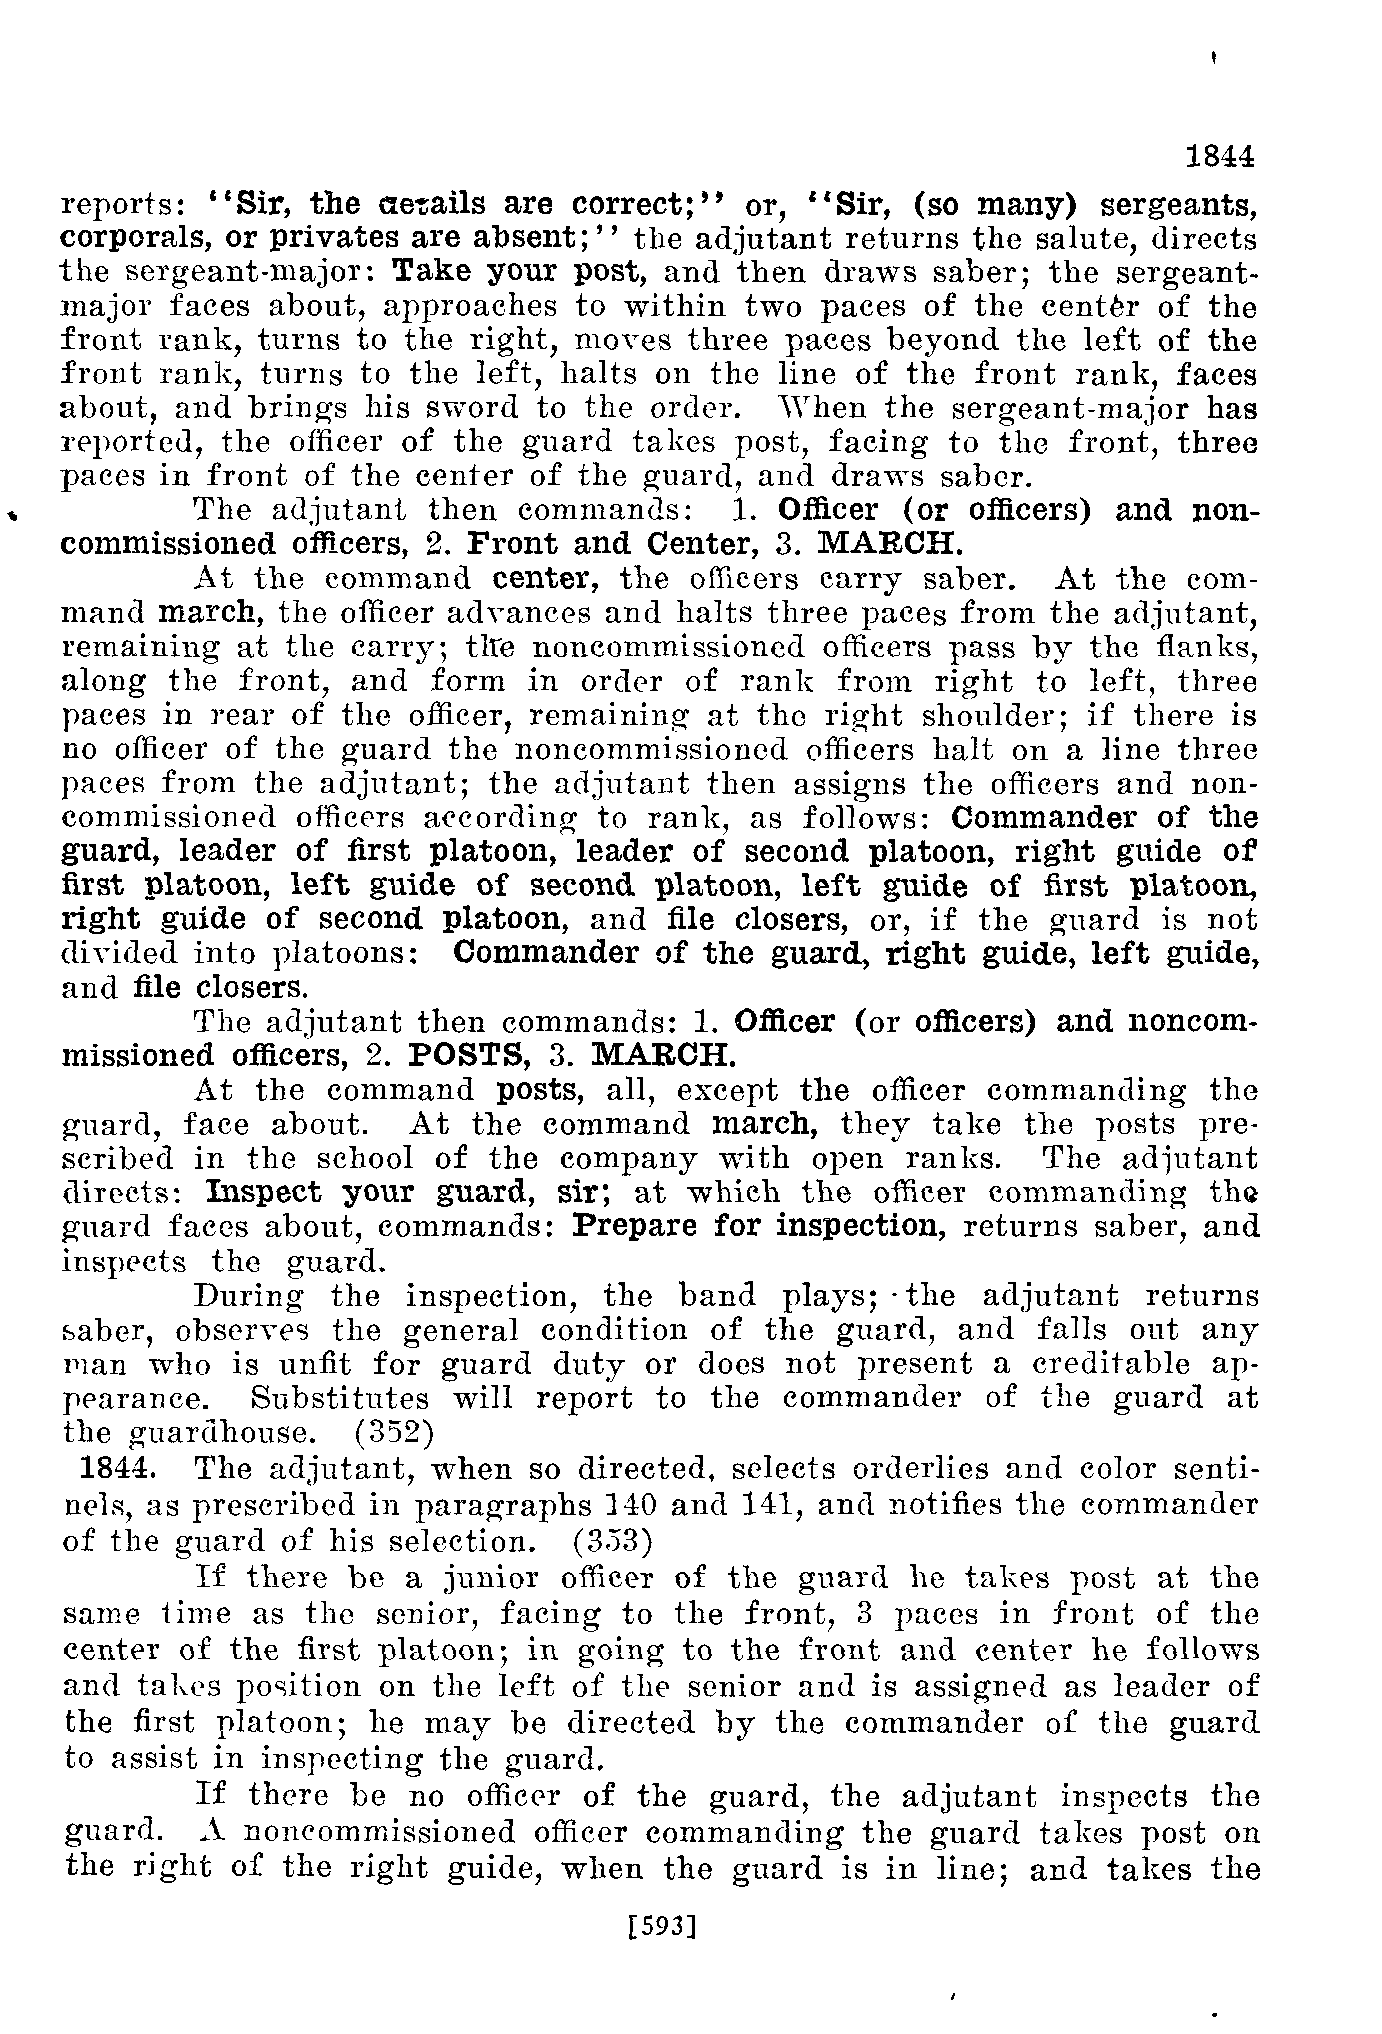 1844
reports: "Sir, the details are correct;" or, "Sir, (so many) sergeants,
corporals, or privates are absent;" the adjutant returns the salute, directs
the sergeant-major: Take your post, and then draws saber; the sergeant-
major faces about, approaches to within two paces of the center of the
front rank, turns to the right, moves three paces beyond the left of the
front rank, turns to the left, halts on the line of the front rank, faces
about, and brings his sword to the order. When the sergeant-major has
reported, the officer of the guard takes post, facing to the front, three
paces in front of the center of the guard, and draws saber.
The adjutant then commands: 1. Officer (or officers) and non-
commissioned officers, 2. Front and Center, 3. MARCH.
At the command center, the officers carry saber. At the com-
mand march, the officer advances and halts three paces from the adjutant,
remaining at the carry; the noncommissioned officers pass by the flanks,
along the front, and form in order of rank from right to left, three
paces in rear of the officer, remaining at the right shoulder; if there is
no officer of the guard the noncommissioned officers halt on a line three
paces from the adjutant; the adjutant then assigns the officers and non-
commissioned officers according to rank, as follows: Commander of the
guard, leader of first platoon, leader of second platoon, right guide of
first platoon, left guide of second platoon, left guide of first platoon,
right guide of second platoon, and file closers, or, if the guard is not
divided into platoons: Commander of the guard, right guide, left guide,
and file closers.
The adjutant then commands: 1. Officer (or officers) and noncom-
missioned officers, 2. POSTS, 3. MARCH.
At the command posts, all, except the officer commanding the
guard, face about. At the command march, they take the posts pre-
scribed in the school of the company with open ranks. The adjutant
directs: Inspect your guard, sir; at which the officer commanding the
guard faces about, commands: Prepare for inspection, returns saber, and
inspects the guard.
During the inspection, the band plays; the adjutant returns
saber, observes the general condition of the guard, and falls out any
man who is unfit for guard duty or does not present a creditable ap-
pearance. Substitutes will report to the commander of the guard at
the guardhouse. (352)
1844. The adjutant, when so directed, selects orderlies and color senti-
nels, as prescribed in paragraphs 140 and 141, and notifies the commander
of the guard of his selection. (353)
If there be a junior officer of the guard he takes post at the
same time as the senior, facing to the front, 3 paces in front of the
center of the first platoon; in going to the front and center he follows
and takes position on the left of the senior and is assigned as leader of
the first platoon; he may be directed by the commander of the guard
to assist in inspecting the guard.
If there be no officer of the guard, the adjutant inspects the
guard. A noncommissioned officer commanding the guard takes post on
the right of the right guide, when the guard is in line; and takes the
[593]